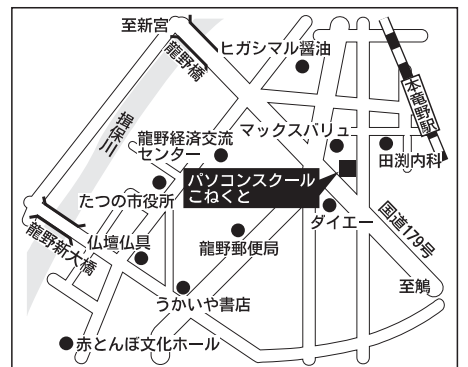 至新宮
龍野橋
ヒガシマル醤油
揖保川
本竜野駅
龍野経済交流
センター
マックスバリュ
田渕内科
たつの市役所
パソコンスクール
こねくと
ダイエー
国道179号
龍野新大橋
仏壇仏具
龍野郵便局
至鵤
うかいや書店
赤とんぼ文化ホール